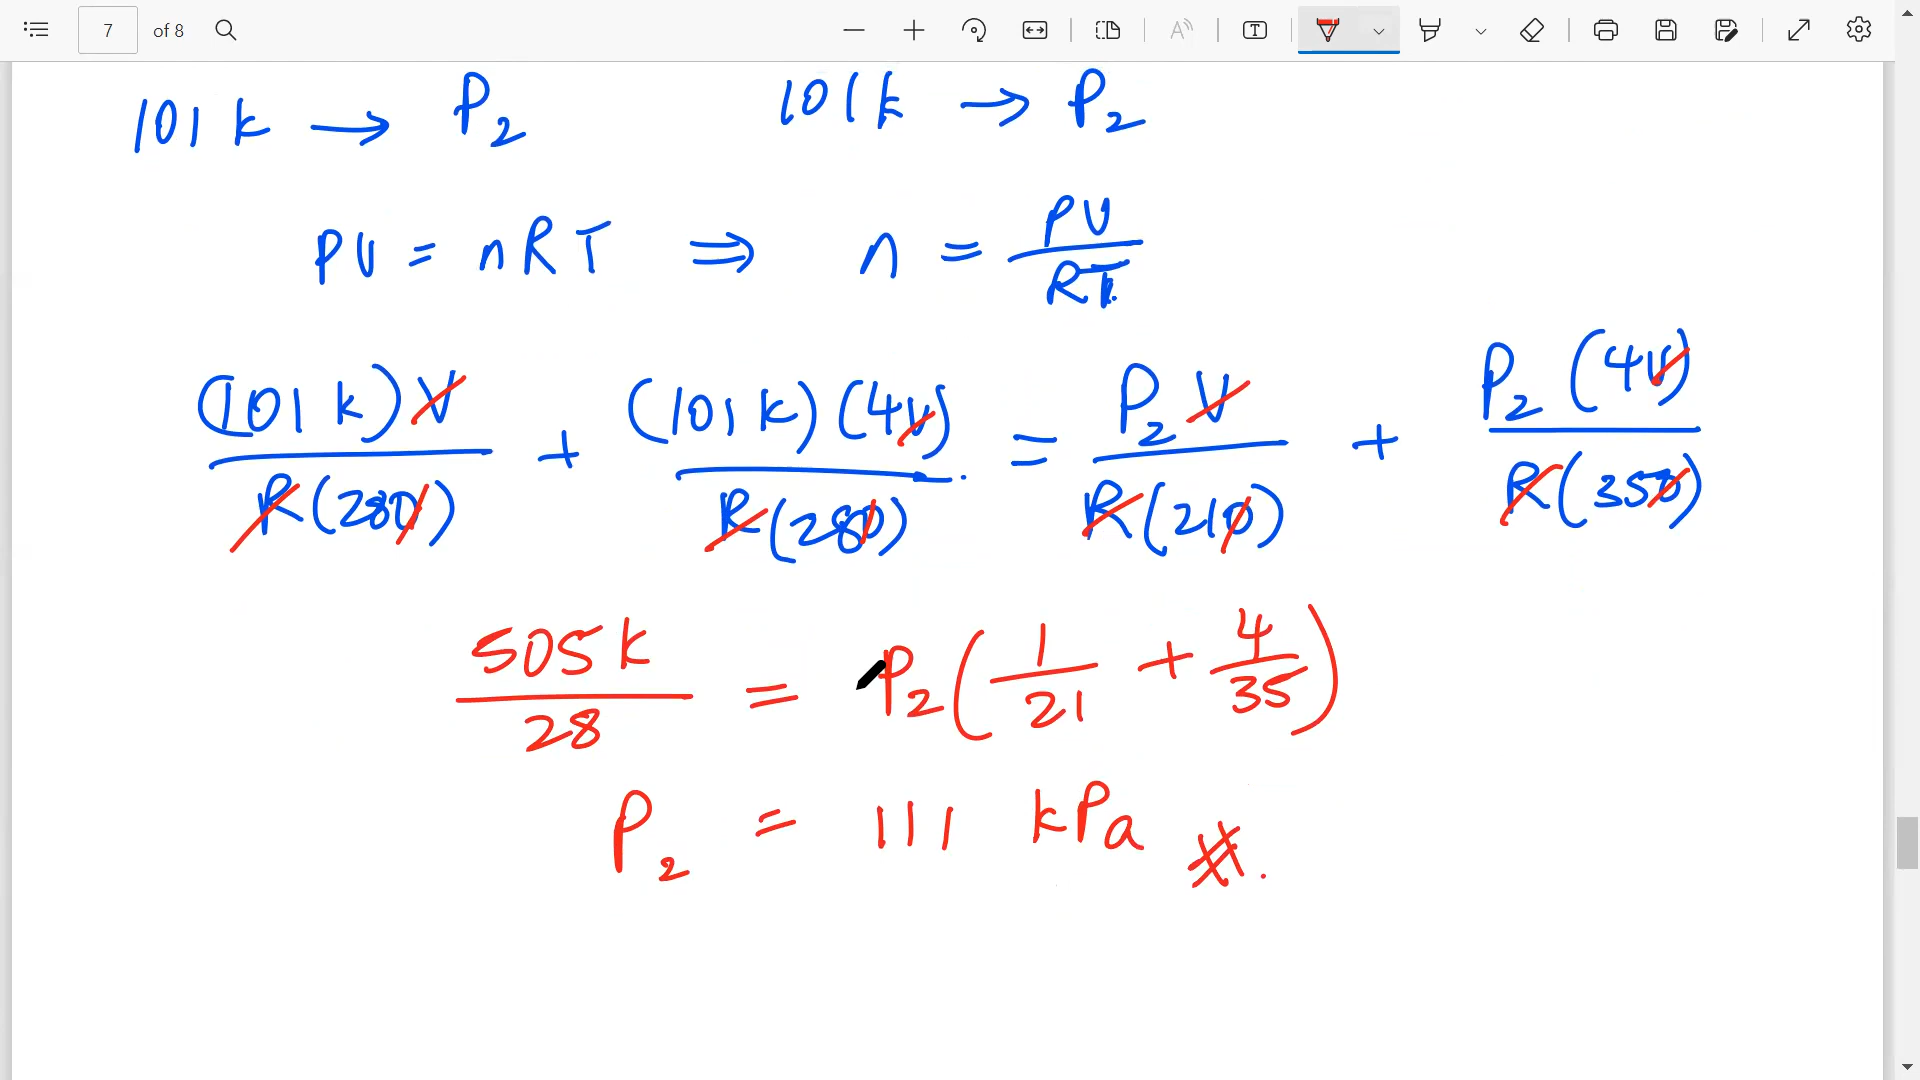 7 of 8
101 k → P₂ 101 k → P₂
PV = nRT ⇒ n = PV/RT
(101 k)V/R(280) + (101 k)(4V)/R(280) = P₂V/R(210) + P₂(4V)/R(350)
505 k/28 = P₂(1/21 + 4/35)
P₂ = 111 kPa #.